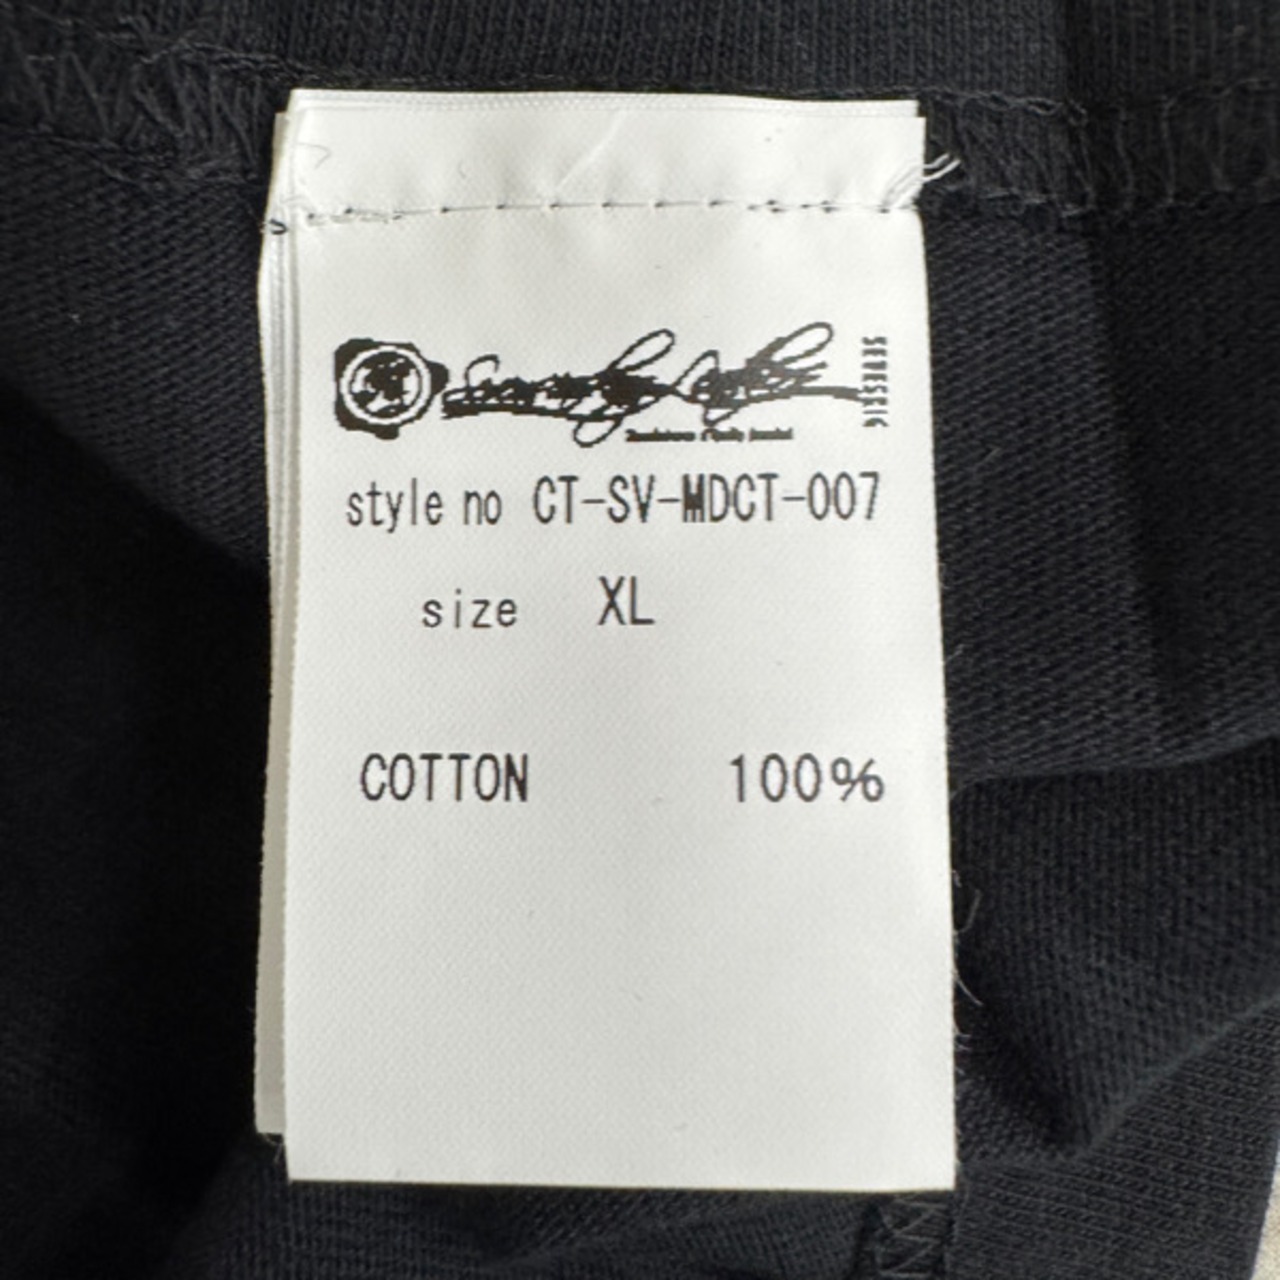 style no CT-SV-MDCT-007
size XL
COTTON 100%